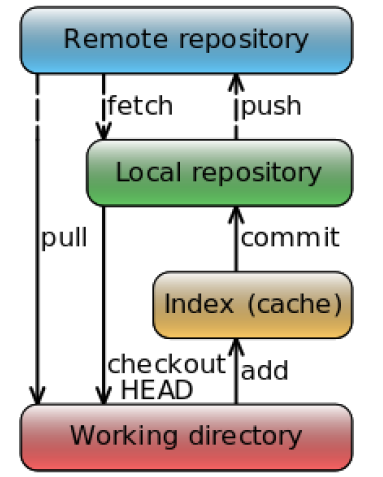 Remote repository
fetch
push
Local repository
pull
commit
Index (cache)
checkout
HEAD
add
Working directory